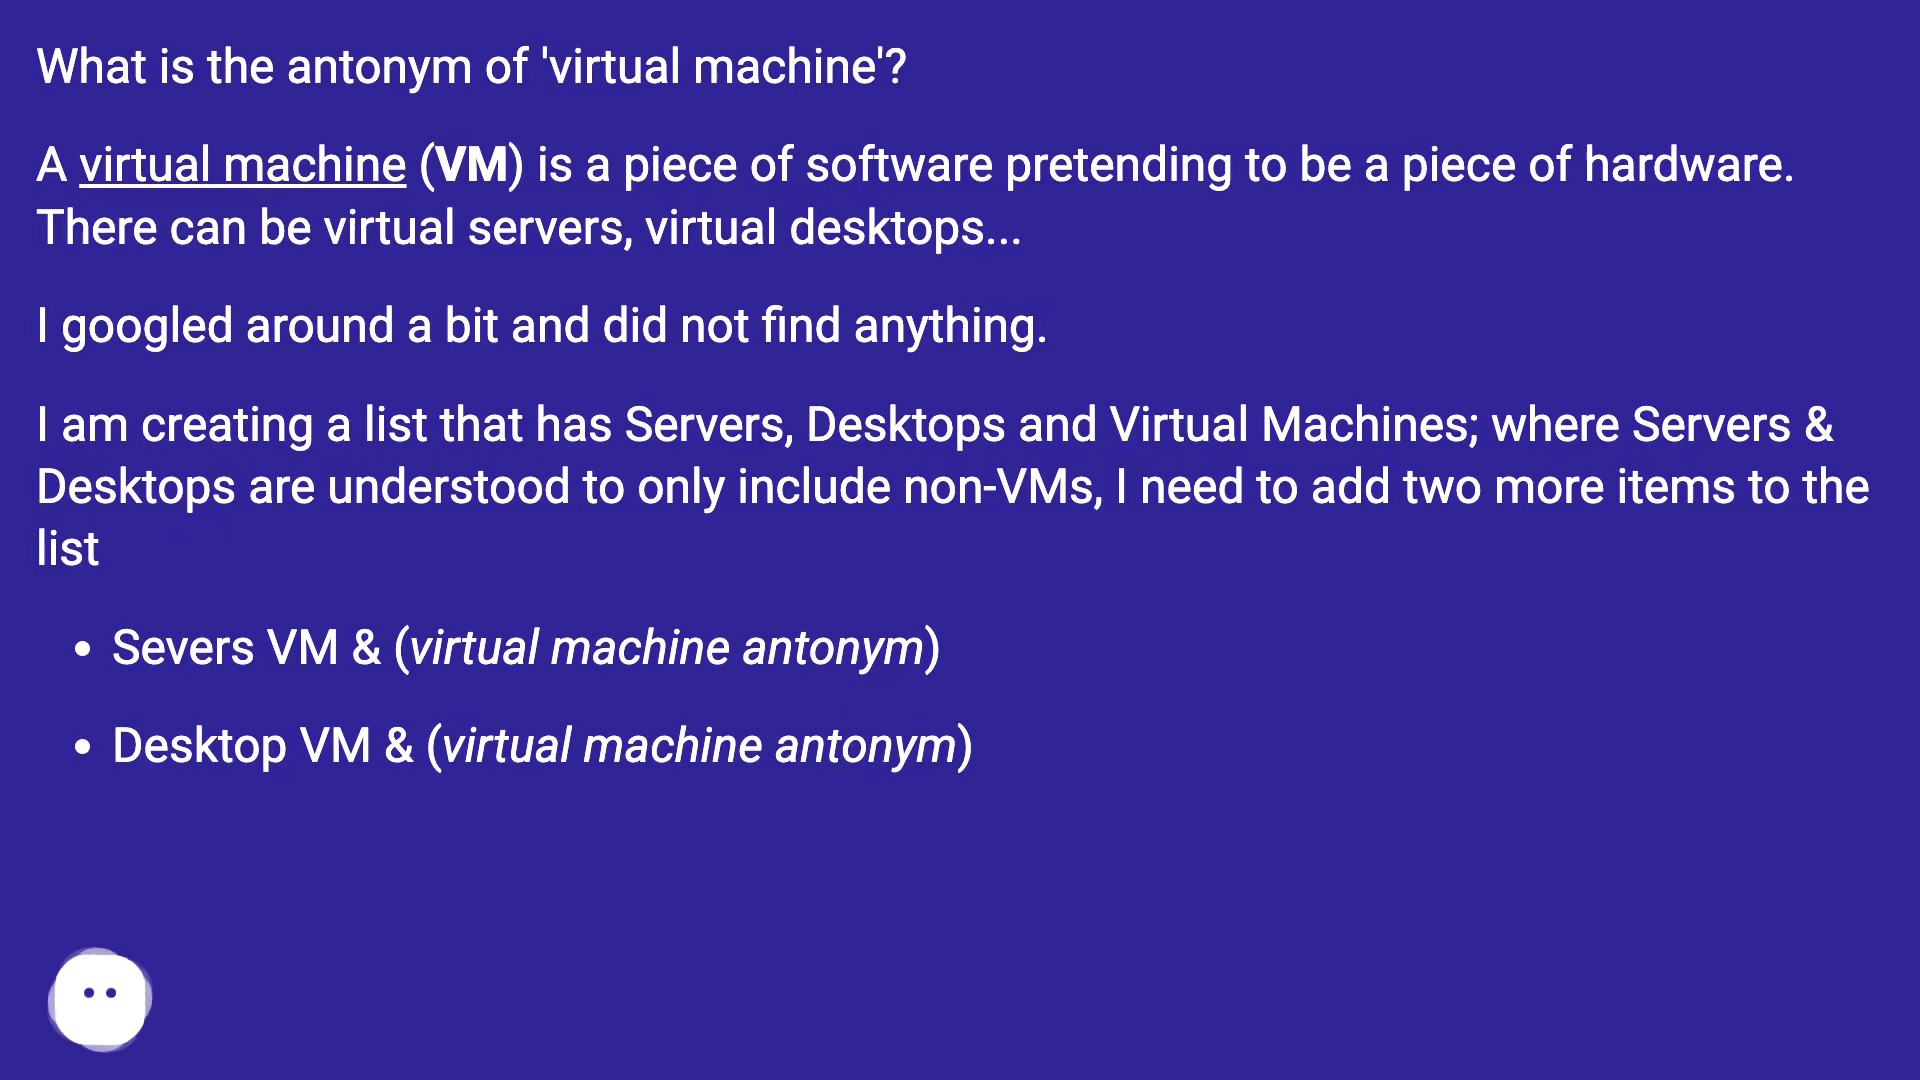 What is the antonym of 'virtual machine'?
A virtual machine (VM) is a piece of software pretending to be a piece of hardware.
There can be virtual servers, virtual desktops...
I googled around a bit and did not find anything.
I am creating a list that has Servers, Desktops and Virtual Machines; where Servers &
Desktops are understood to only include non-VMs, I need to add two more items to the
list
• Severs VM & (virtual machine antonym)
• Desktop VM & (virtual machine antonym)